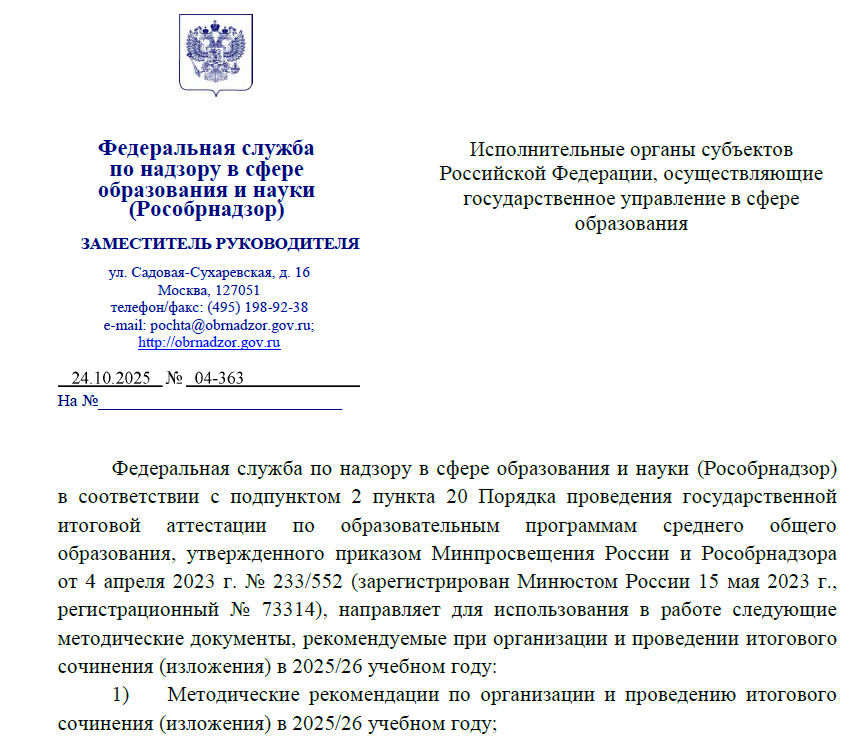 Федеральная служба
по надзору в сфере
образования и науки
(Рособрнадзор)
ЗАМЕСТИТЕЛЬ РУКОВОДИТЕЛЯ
ул. Садовая-Сухаревская, д. 16
Москва, 127051
телефон/факс: (495) 198-92-38
e-mail: pochta@obrnadzor.gov.ru;
http://obrnadzor.gov.ru
24.10.2025 № 04-363
На №
Исполнительные органы субъектов
Российской Федерации, осуществляющие
государственное управление в сфере
образования
Федеральная служба по надзору в сфере образования и науки (Рособрнадзор)
в соответствии с подпунктом 2 пункта 20 Порядка проведения государственной
итоговой аттестации по образовательным программам среднего общего
образования, утвержденного приказом Минпросвещения России и Рособрнадзора
от 4 апреля 2023 г. № 233/552 (зарегистрирован Минюстом России 15 мая 2023 г.,
регистрационный № 73314), направляет для использования в работе следующие
методические документы, рекомендуемые при организации и проведении итогового
сочинения (изложения) в 2025/26 учебном году:
1) Методические рекомендации по организации и проведению итогового
сочинения (изложения) в 2025/26 учебном году;